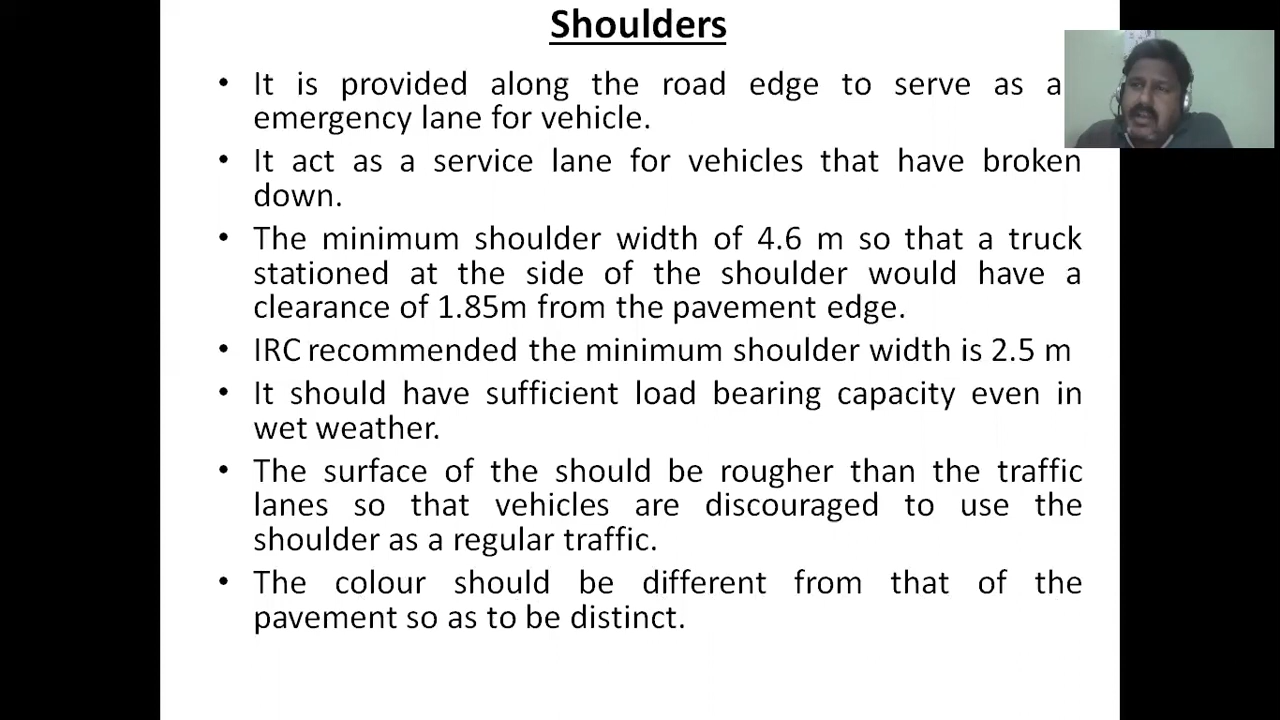 Shoulders
• It is provided along the road edge to serve as a
emergency lane for vehicle.
• It act as a service lane for vehicles that have broken
down.
• The minimum shoulder width of 4.6 m so that a truck
stationed at the side of the shoulder would have a
clearance of 1.85m from the pavement edge.
• IRC recommended the minimum shoulder width is 2.5 m
• It should have sufficient load bearing capacity even in
wet weather.
• The surface of the should be rougher than the traffic
lanes so that vehicles are discouraged to use the
shoulder as a regular traffic.
• The colour should be different from that of the
pavement so as to be distinct.